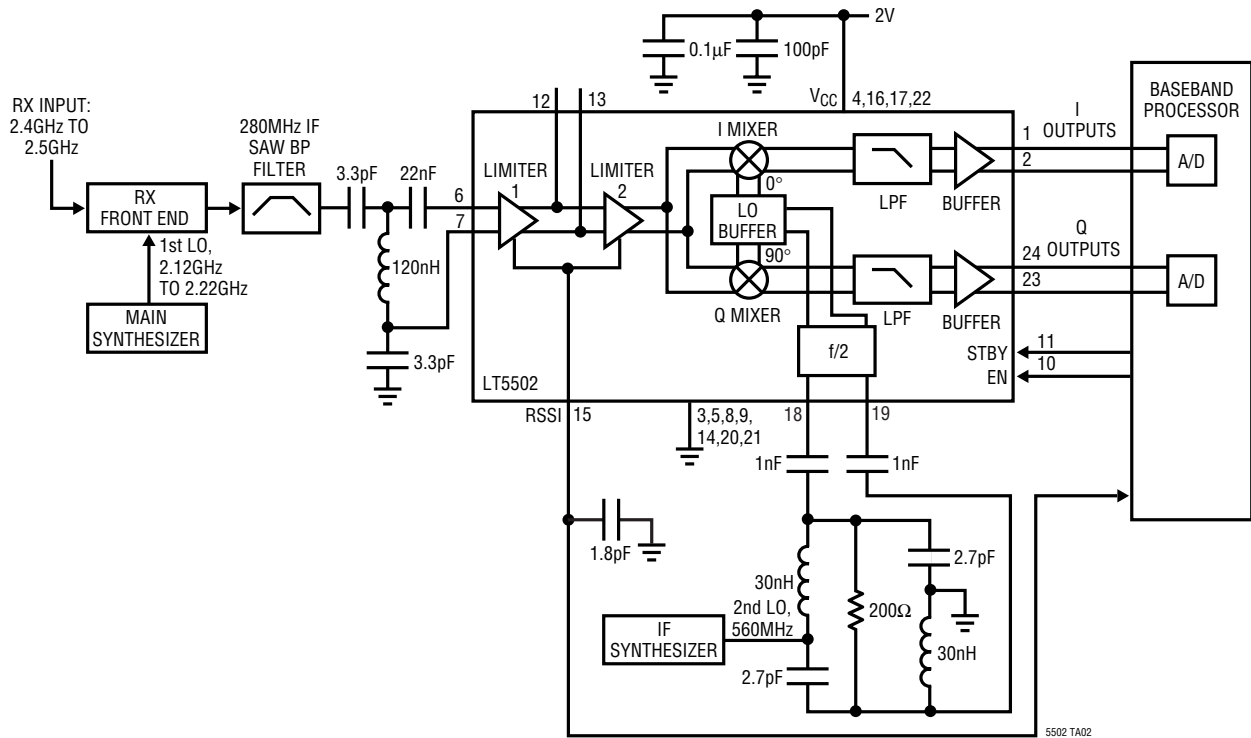 2V
0.1µF
100pF
RX INPUT:
2.4GHz TO
2.5GHz
280MHz IF
SAW BP
FILTER
12
13
VCC
4,16,17,22
BASEBAND
PROCESSOR
RX
FRONT END
3.3pF
22nF
6
7
LIMITER
1
LIMITER
2
I MIXER
0°
LO
BUFFER
90°
Q MIXER
LPF
BUFFER
1
I
OUTPUTS
2
A/D
1st LO,
2.12GHz
TO 2.22GHz
MAIN
SYNTHESIZER
120nH
3.3pF
LPF
BUFFER
Q
24
OUTPUTS
23
A/D
f/2
STBY
11
EN
10
LT5502
RSSI
15
3,5,8,9,
14,20,21
18
19
1nF
1nF
1.8pF
30nH
2nd LO,
560MHz
200Ω
2.7pF
30nH
IF
SYNTHESIZER
2.7pF
5502 TA02